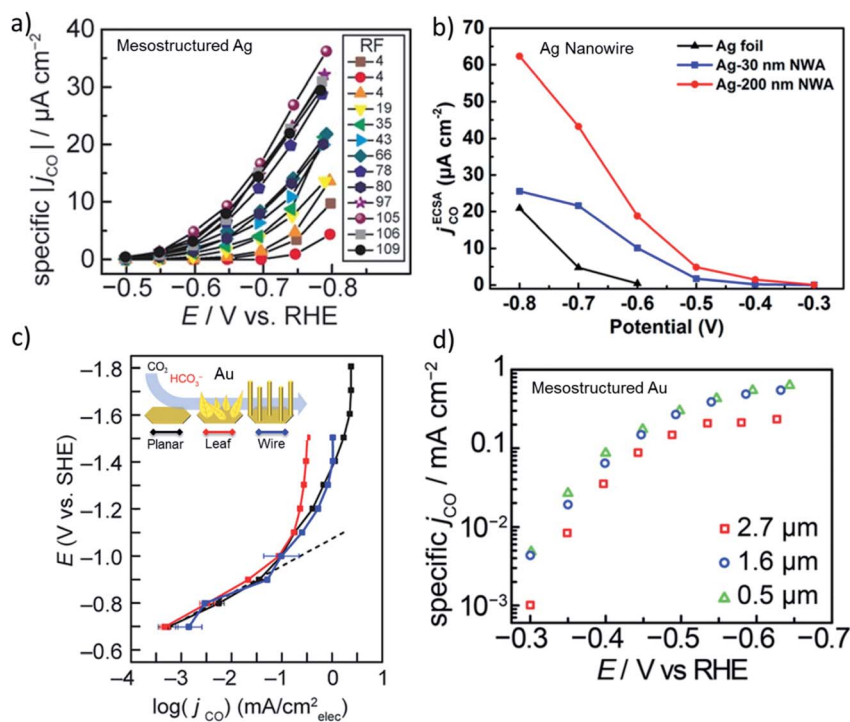 a)
Mesostructured Ag
specific |jCO| / μA cm⁻²
40
30
20
10
0
−0.5 −0.6 −0.7 −0.8
E / V vs. RHE
RF
4
4
4
19
35
43
66
78
80
97
105
106
109
b)
Ag Nanowire
Ag foil
Ag-30 nm NWA
Ag-200 nm NWA
jCO^ECSA (μA cm⁻²)
70
60
50
40
30
20
10
0
-0.8 -0.7 -0.6 -0.5 -0.4 -0.3
Potential (V)
c)
CO₂
HCO₃⁻
Au
Planar Leaf Wire
E (V vs. SHE)
−1.8
−1.6
−1.4
−1.2
−1.0
−0.8
−0.6
−4 −3 −2 −1 0 1
log(jCO) (mA/cm²elec)
d)
Mesostructured Au
specific jCO / mA cm⁻²
1
0.1
10⁻²
10⁻³
2.7 μm
1.6 μm
0.5 μm
−0.3 −0.4 −0.5 −0.6 −0.7
E / V vs RHE